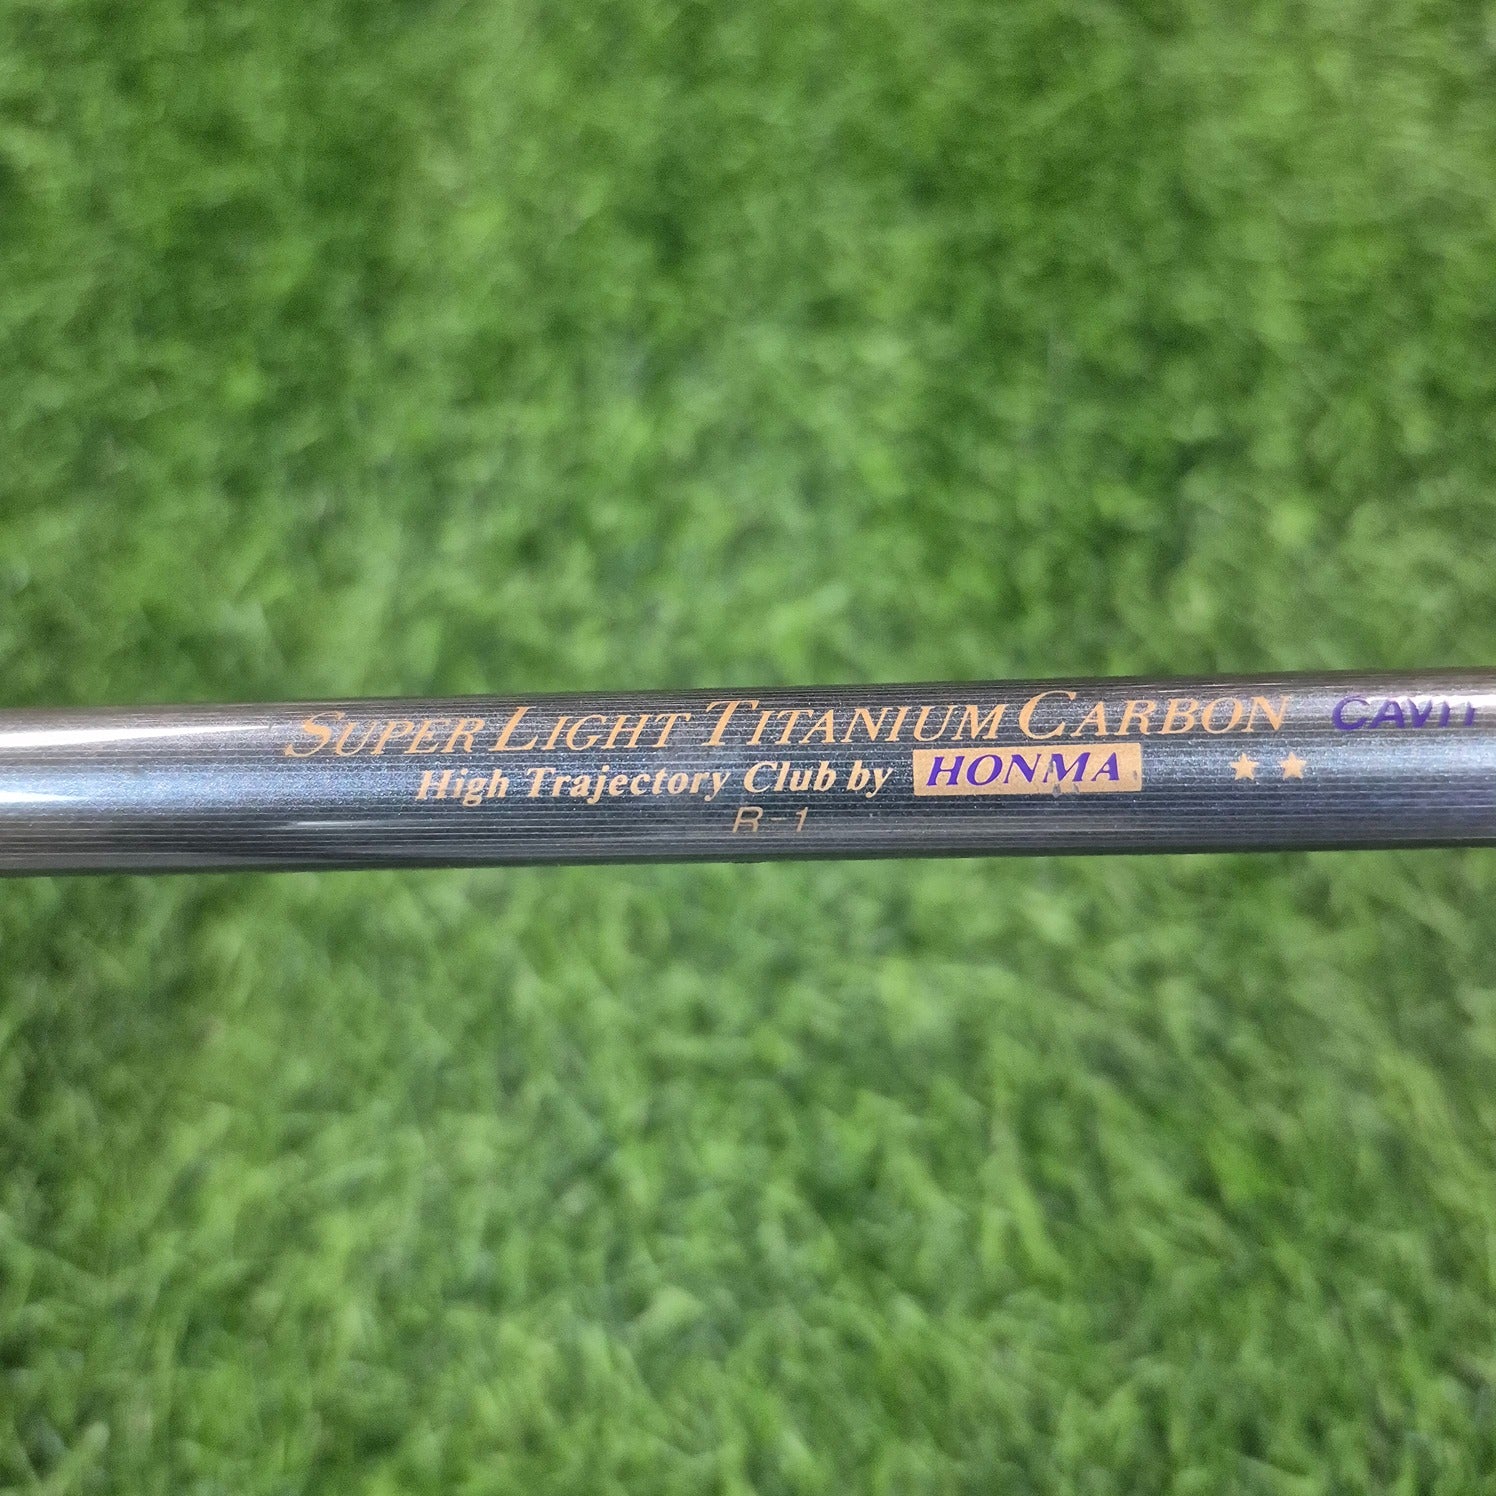 SUPER LIGHT TITANIUM CARBON
High Trajectory Club by HONMA ★★
R-1